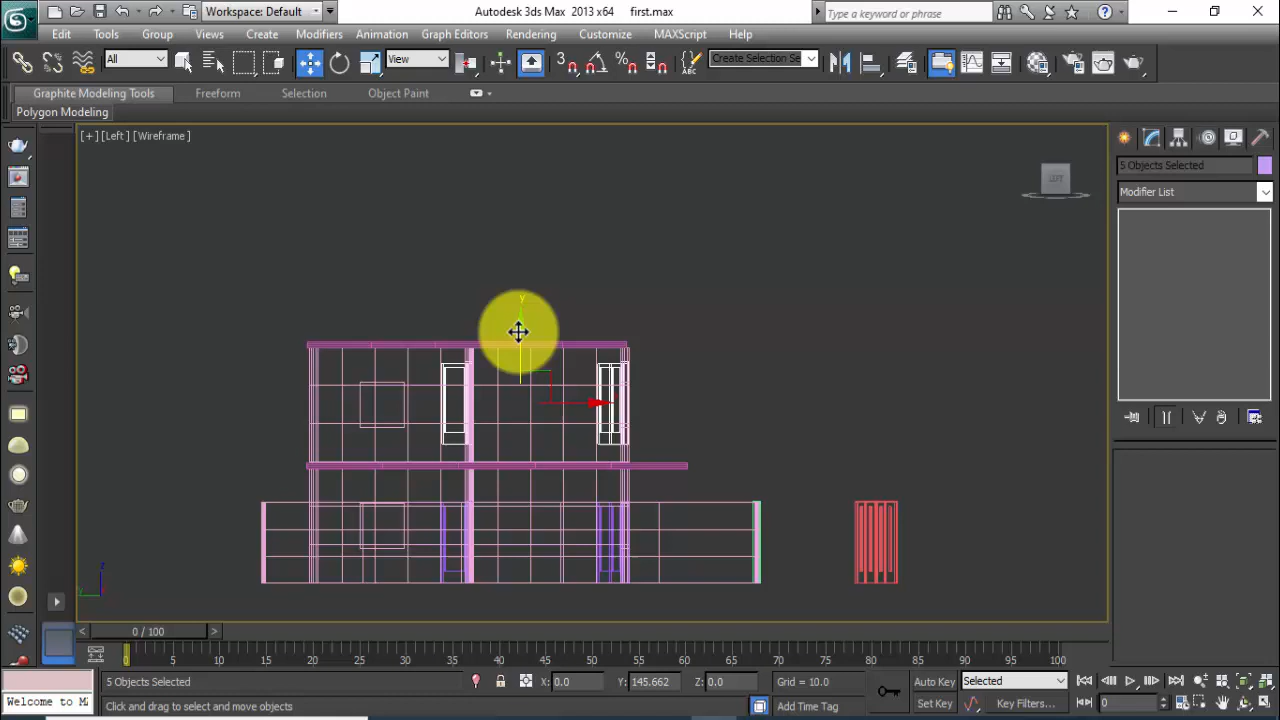 Workspace: Default
Autodesk 3ds Max 2013 x64 first.max
Type a keyword or phrase
Edit Tools Group Views Create Modifiers Animation Graph Editors Rendering Customize MAXScript Help
All View 3 Create Selection Se
Graphite Modeling Tools Freeform Selection Object Paint
Polygon Modeling
[+] [Left] [Wireframe]
LEFT
5 Objects Selected
Modifier List
y
z
y
0 / 100
0 5 10 15 20 25 30 35 40 45 50 55 60 65 70 75 80 85 90 95 100
5 Objects Selected X: 0.0 Y: 145.662 Z: 0.0 Grid = 10.0 Auto Key Selected
Welcome to M Click and drag to select and move objects Add Time Tag Set Key Key Filters... 0